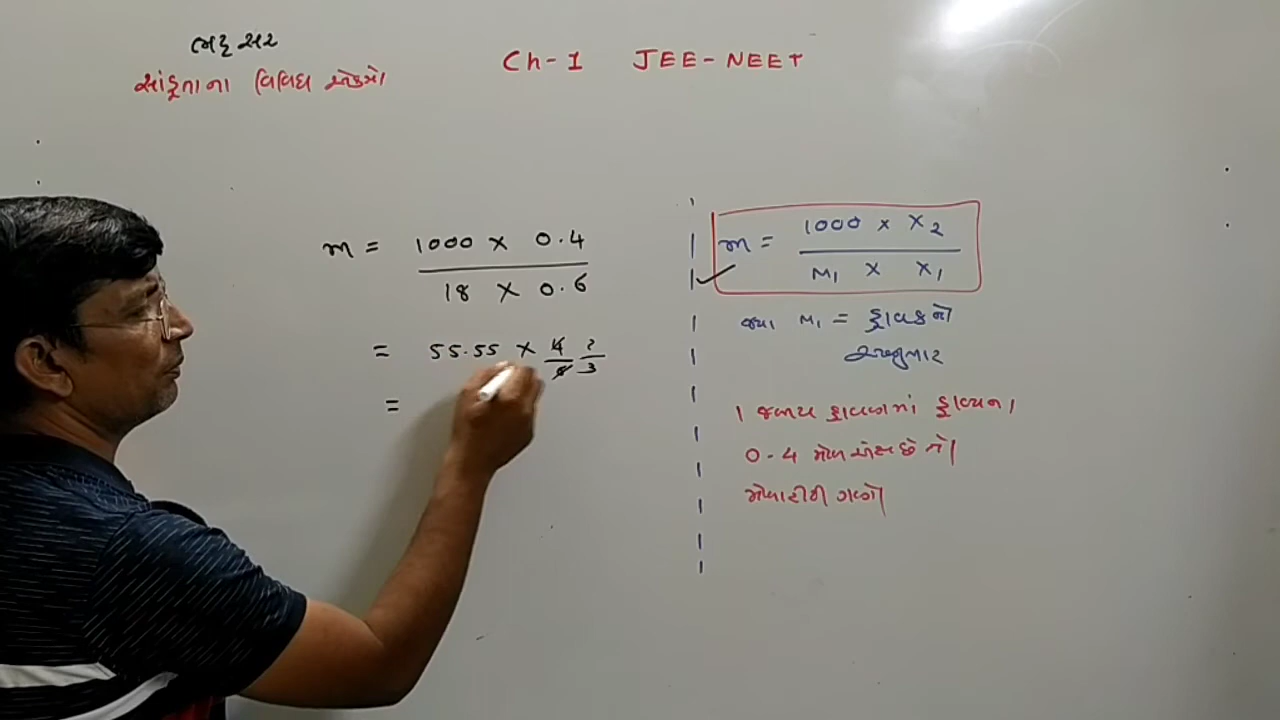 ભટ્ટ સર
સાંદ્રતાના વિવિધ એકમો
Ch-1 JEE-NEET
m = 1000 x 0.4
18 x 0.6
= 55.55 x 4/6 2/3
=
m = 1000 x X2
M1 x X1
જ્યાં M1 = દ્રાવકનો
અણુભાર
1 જલીય દ્રાવણમાં દ્રાવ્યના
0.4 મોલ અંશ છે તો
મોલાલીટી ગણો